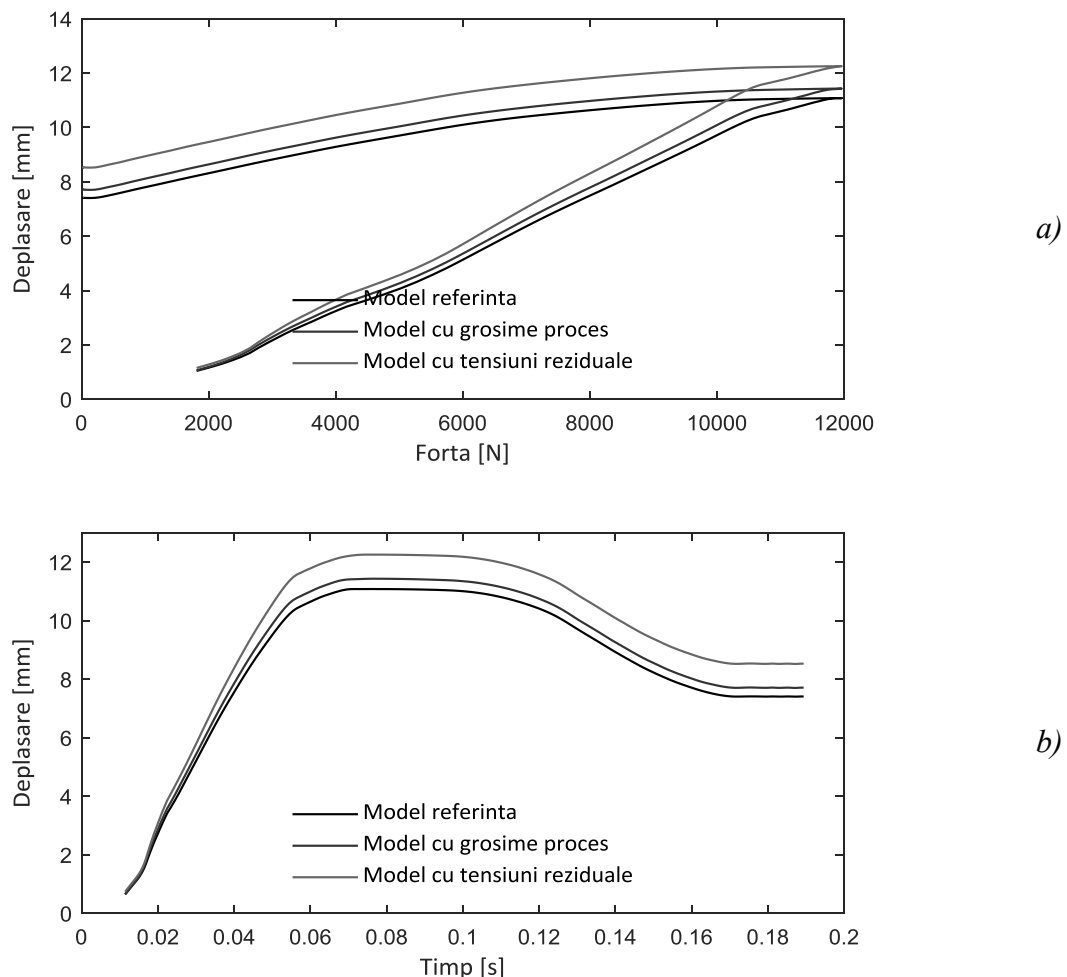 14
12
10
8
6
4
2
0
Deplasare [mm]
Model referinta
Model cu grosime proces
Model cu tensiuni reziduale
0 2000 4000 6000 8000 10000 12000
Forta [N]
a)
12
10
8
6
4
2
0
Deplasare [mm]
Model referinta
Model cu grosime proces
Model cu tensiuni reziduale
0 0.02 0.04 0.06 0.08 0.1 0.12 0.14 0.16 0.18 0.2
Timp [s]
b)